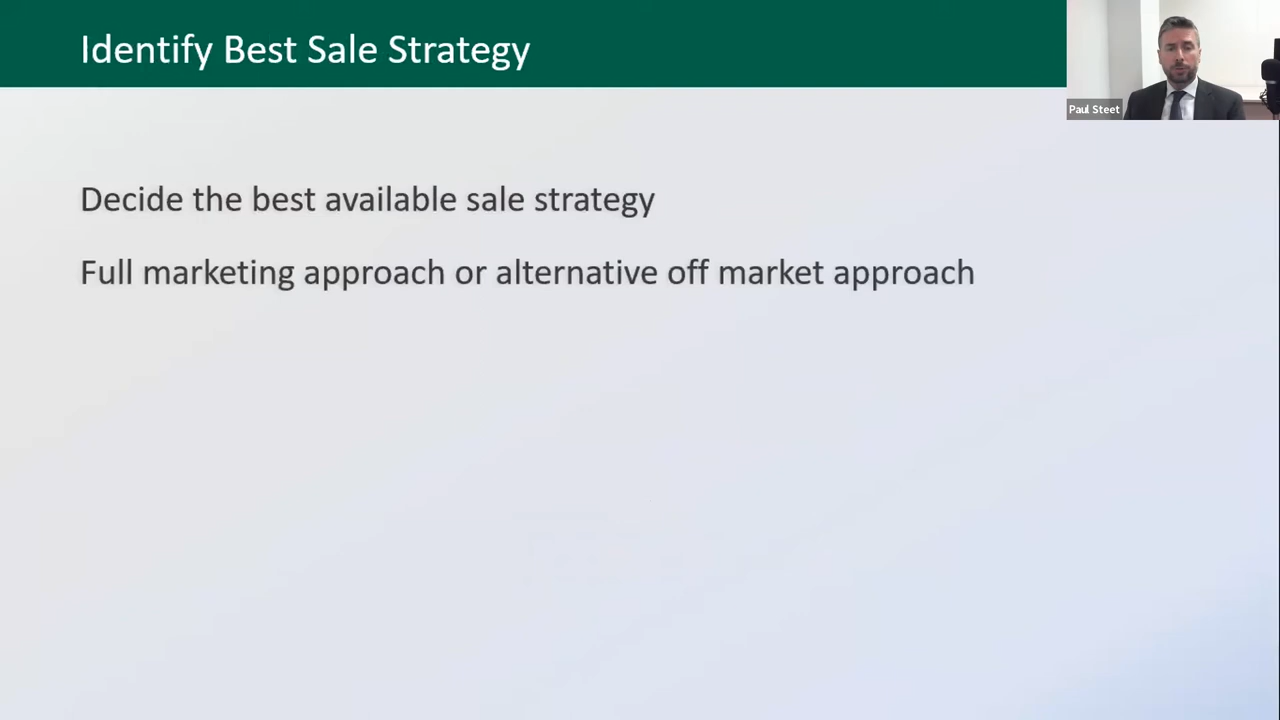 Identify Best Sale Strategy
Paul Steet
Decide the best available sale strategy
Full marketing approach or alternative off market approach